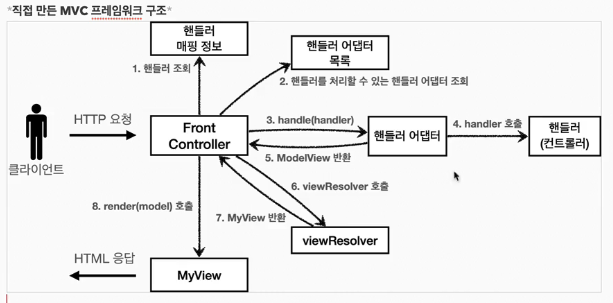 *직접 만든 MVC 프레임워크 구조*
핸들러
매핑 정보
핸들러 어댑터
목록
1. 핸들러 조회
2. 핸들러를 처리할 수 있는 핸들러 어댑터 조회
HTTP 요청
Front
Controller
3. handle(handler)
핸들러 어댑터
4. handler 호출
핸들러
(컨트롤러)
5. ModelView 반환
클라이언트
6. viewResolver 호출
7. MyView 반환
8. render(model) 호출
viewResolver
HTML 응답
MyView